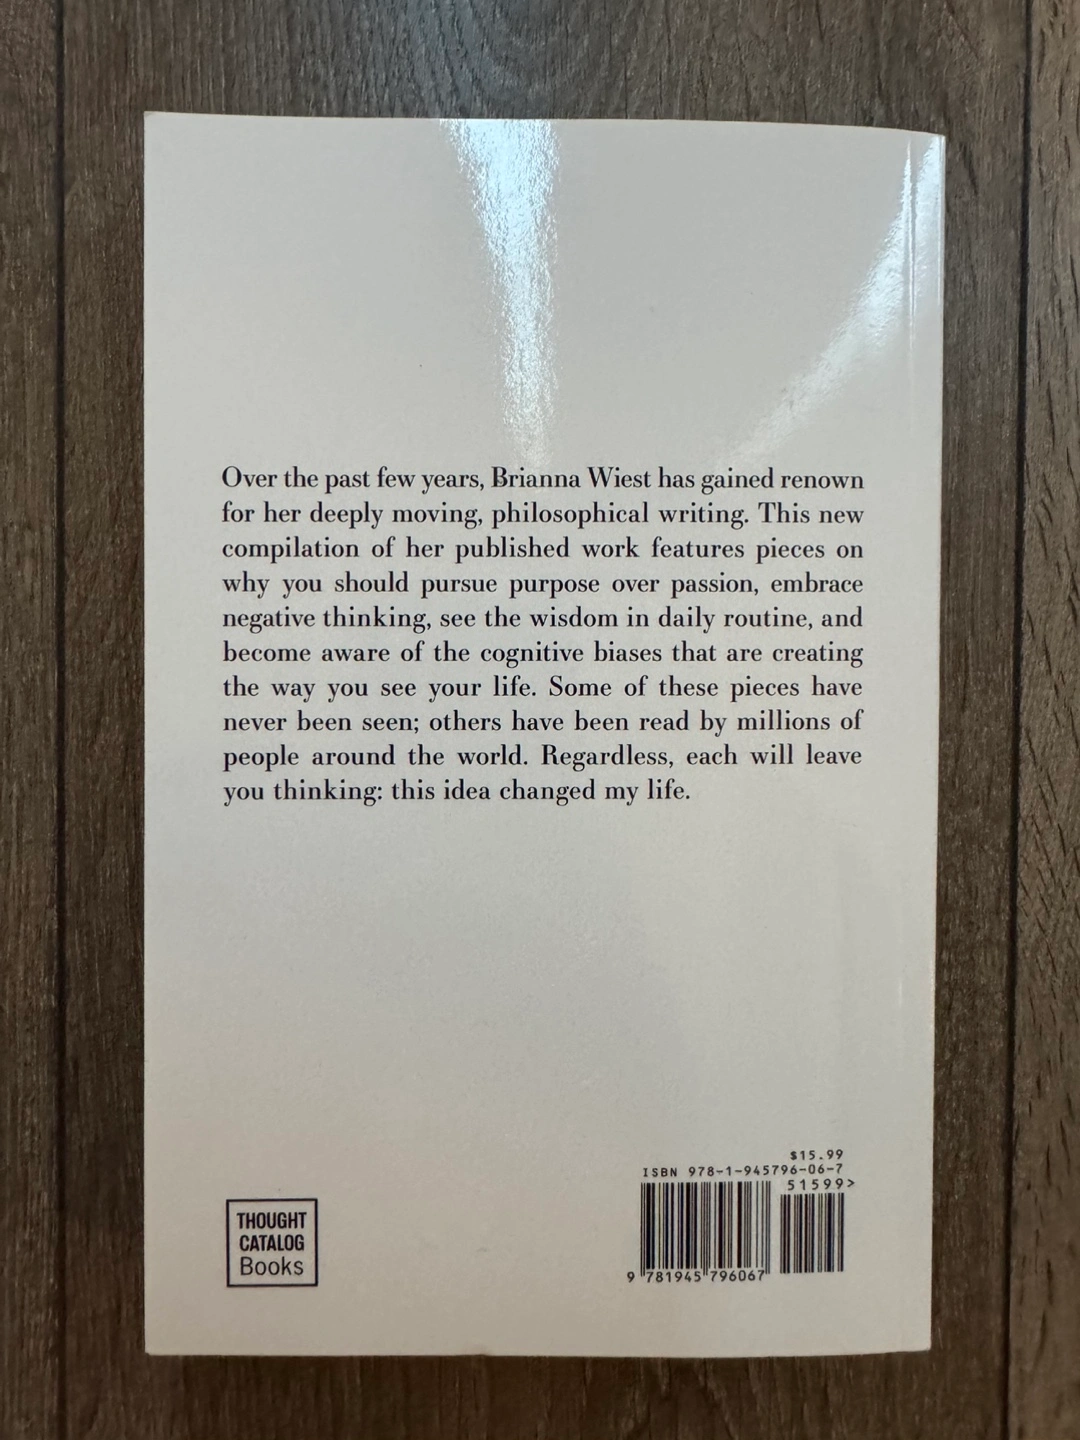 Over the past few years, Brianna Wiest has gained renown
for her deeply moving, philosophical writing. This new
compilation of her published work features pieces on
why you should pursue purpose over passion, embrace
negative thinking, see the wisdom in daily routine, and
become aware of the cognitive biases that are creating
the way you see your life. Some of these pieces have
never been seen; others have been read by millions of
people around the world. Regardless, each will leave
you thinking: this idea changed my life.
THOUGHT
CATALOG
Books
$15.99
ISBN 978-1-945796-06-7
51599>
9 781945 796067